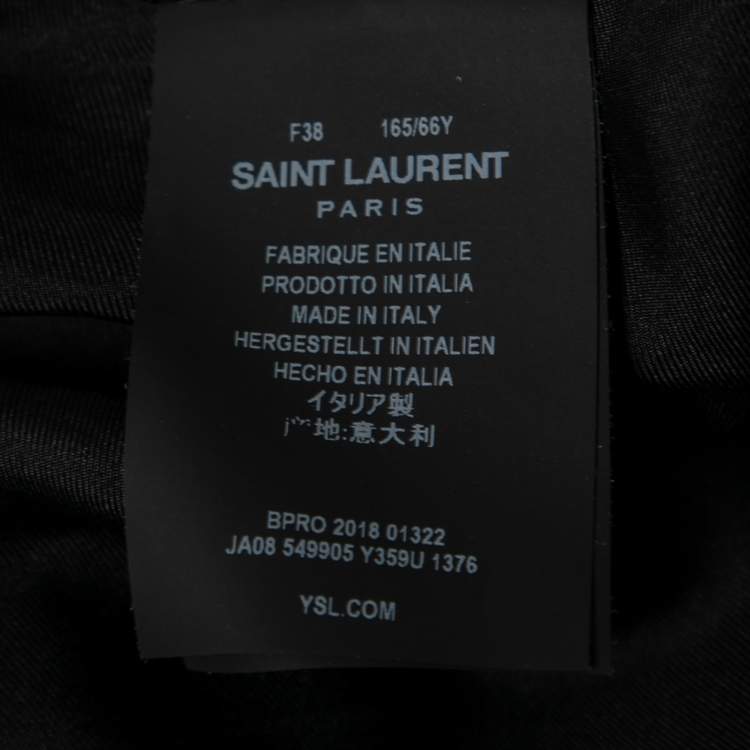 F38 165/66Y
SAINT LAURENT
PARIS
FABRIQUE EN ITALIE
PRODOTTO IN ITALIA
MADE IN ITALY
HERGESTELLT IN ITALIEN
HECHO EN ITALIA
イタリア製
地:意大利
BPRO 2018 01322
JA08 549905 Y359U 1376
YSL.COM